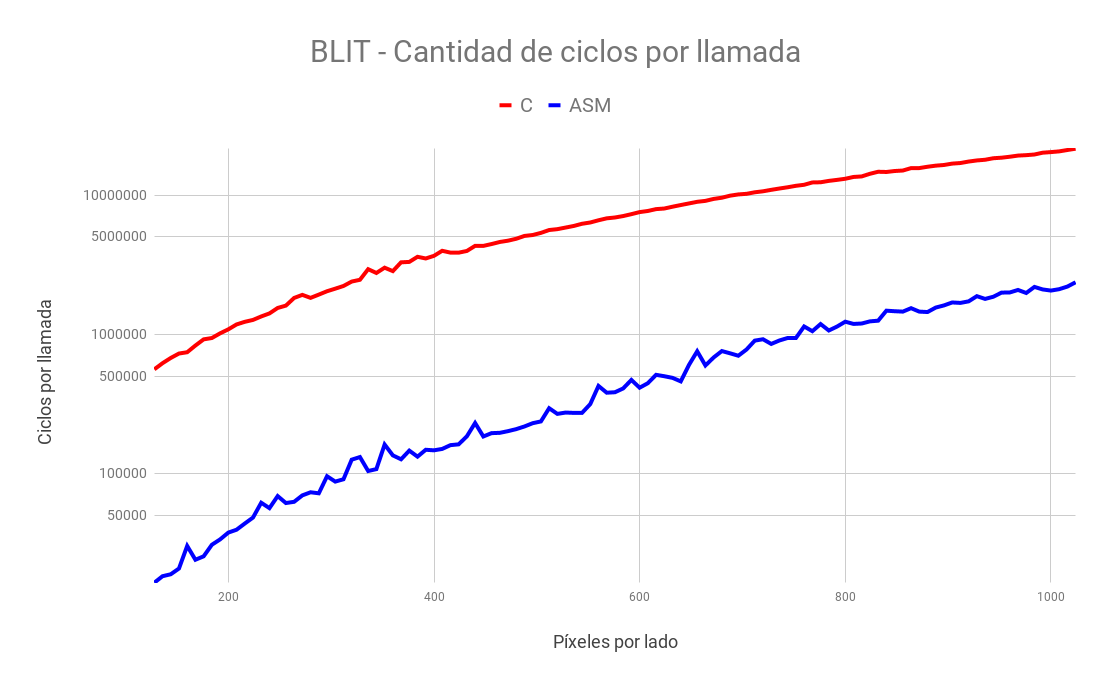 BLIT - Cantidad de ciclos por llamada
C ASM
Ciclos por llamada
10000000
5000000
1000000
500000
100000
50000
200 400 600 800 1000
Píxeles por lado